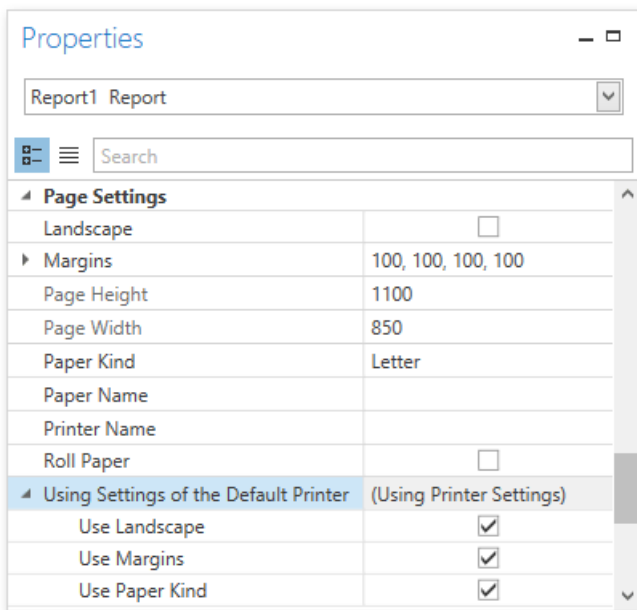 Properties
Report1 Report
Search
Page Settings
Landscape
Margins 100, 100, 100, 100
Page Height 1100
Page Width 850
Paper Kind Letter
Paper Name
Printer Name
Roll Paper
Using Settings of the Default Printer (Using Printer Settings)
Use Landscape
Use Margins
Use Paper Kind